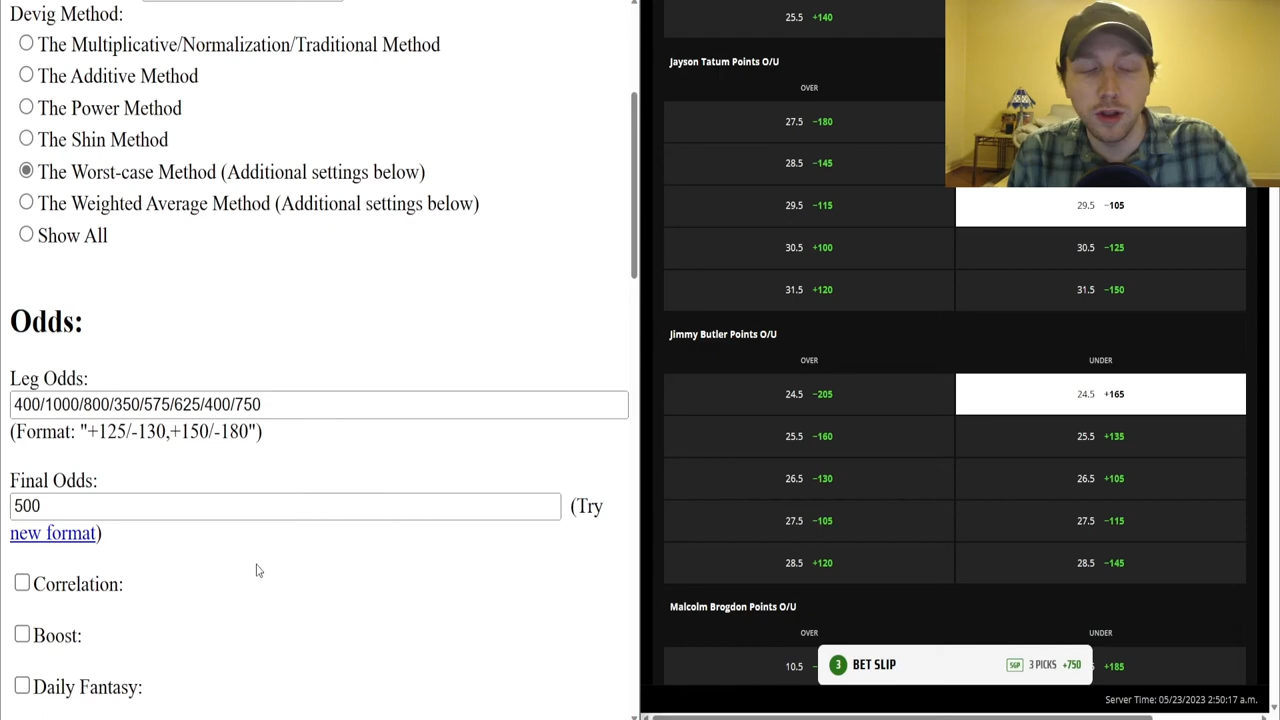 Devig Method:
The Multiplicative/Normalization/Traditional Method
The Additive Method
The Power Method
The Shin Method
The Worst-case Method (Additional settings below)
The Weighted Average Method (Additional settings below)
Show All
Odds:
Leg Odds:
400/1000/800/350/575/625/400/750
(Format: "+125/-130,+150/-180")
Final Odds:
500 (Try
new format)
Correlation:
Boost:
Daily Fantasy:
25.5 +140
Jayson Tatum Points O/U
OVER
27.5 −180
28.5 −145
29.5 −115 29.5 −105
30.5 +100 30.5 −125
31.5 +120 31.5 −150
Jimmy Butler Points O/U
OVER UNDER
24.5 −205 24.5 +165
25.5 −160 25.5 +135
26.5 −130 26.5 +105
27.5 −105 27.5 −115
28.5 +120 28.5 −145
Malcolm Brogdon Points O/U
OVER UNDER
10.5 +185
3 BET SLIP SGP 3 PICKS +750
Server Time: 05/23/2023 2:50:17 a.m.